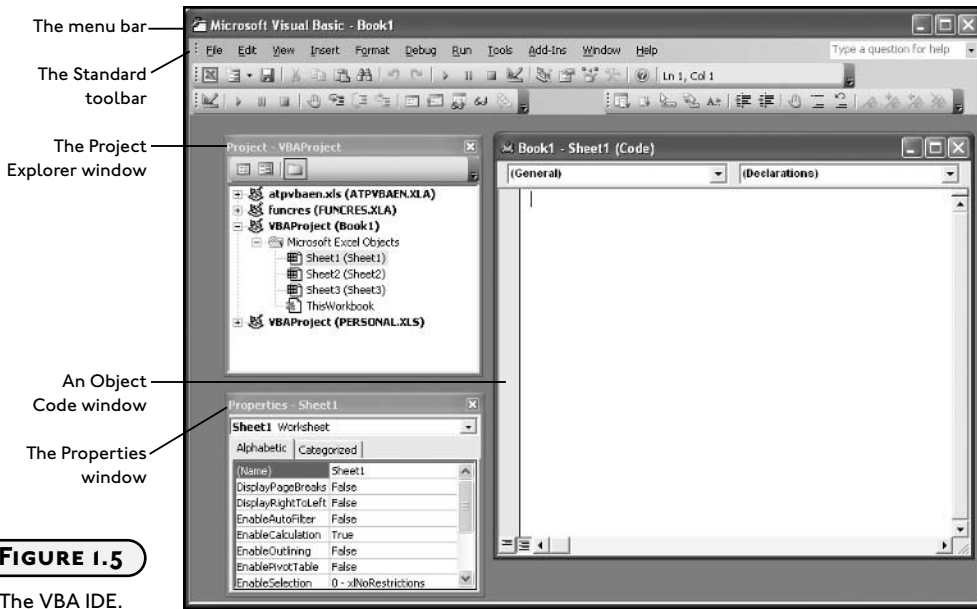 The menu bar
The Standard
toolbar
The Project
Explorer window
An Object
Code window
The Properties
window
FIGURE 1.5
The VBA IDE.
Microsoft Visual Basic - Book1
File Edit View Insert Format Debug Run Tools Add-Ins Window Help Type a question for help
Ln 1, Col 1
Project - VBAProject
atpvbaen.xls (ATPVBAEN.XLA)
funcres (FUNCRES.XLA)
VBAProject (Book1)
Microsoft Excel Objects
Sheet1 (Sheet1)
Sheet2 (Sheet2)
Sheet3 (Sheet3)
ThisWorkbook
VBAProject (PERSONAL.XLS)
Properties - Sheet1
Sheet1 Worksheet
Alphabetic Categorized
(Name) Sheet1
DisplayPageBreaks False
DisplayRightToLeft False
EnableAutoFilter False
EnableCalculation True
EnableOutlining False
EnablePivotTable False
EnableSelection 0 - xlNoRestrictions
Book1 - Sheet1 (Code)
(General) (Declarations)